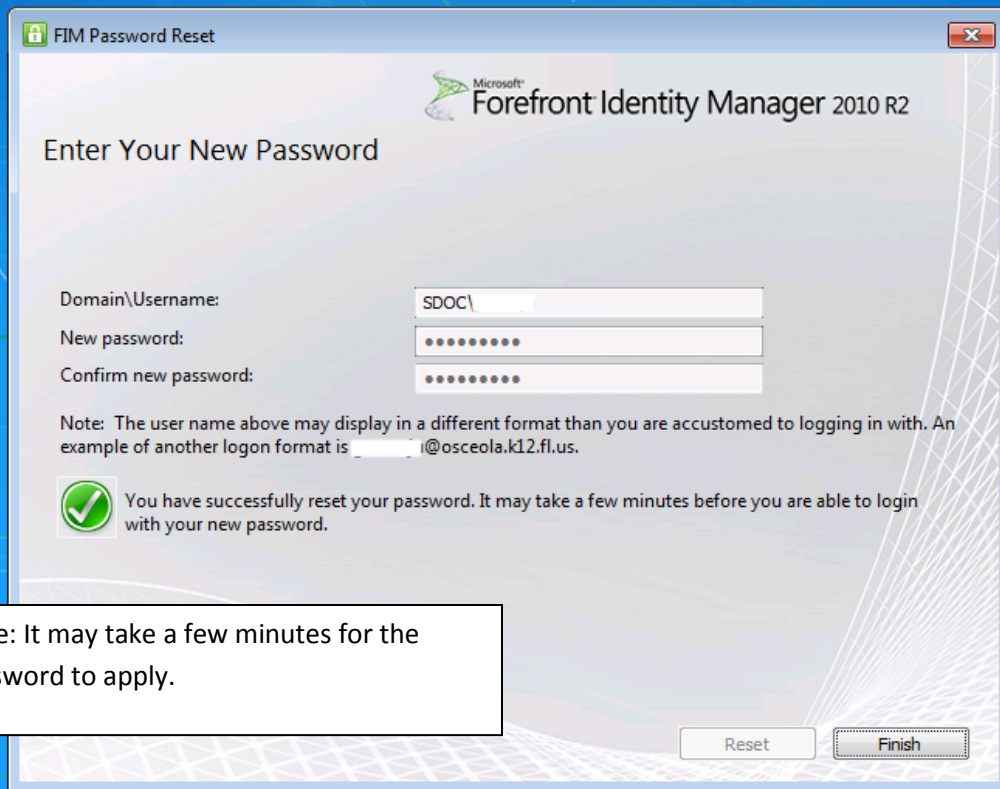 FIM Password Reset
Microsoft®
Forefront® Identity Manager 2010 R2
Enter Your New Password
Domain\Username:
SDOC\
New password:
•••••••••
Confirm new password:
•••••••••
Note: The user name above may display in a different format than you are accustomed to logging in with. An
example of another logon format is @osceola.k12.fl.us.
You have successfully reset your password. It may take a few minutes before you are able to login
with your new password.
It may take a few minutes for the
to apply.
Reset
Finish